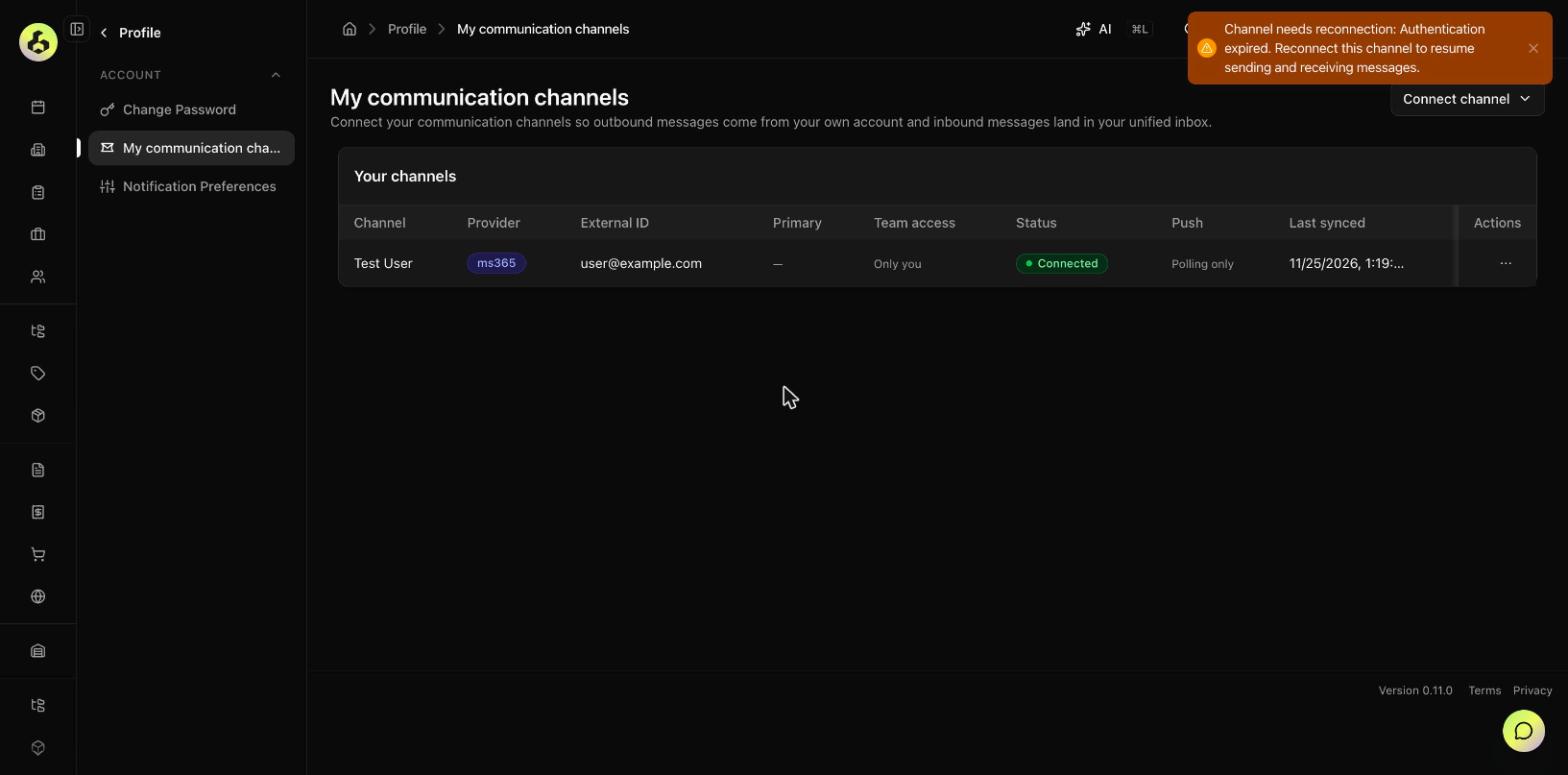 Profile
ACCOUNT
Change Password
My communication cha...
Notification Preferences
Profile
My communication channels
AI
⌘L
Channel needs reconnection: Authentication
expired. Reconnect this channel to resume
sending and receiving messages.
My communication channels
Connect your communication channels so outbound messages come from your own account and inbound messages land in your unified inbox.
Connect channel
Your channels
Channel Provider External ID Primary Team access Status Push Last synced Actions
Test User ms365 user@example.com — Only you Connected Polling only 11/25/2026, 1:19:... ...
Version 0.11.0 Terms Privacy